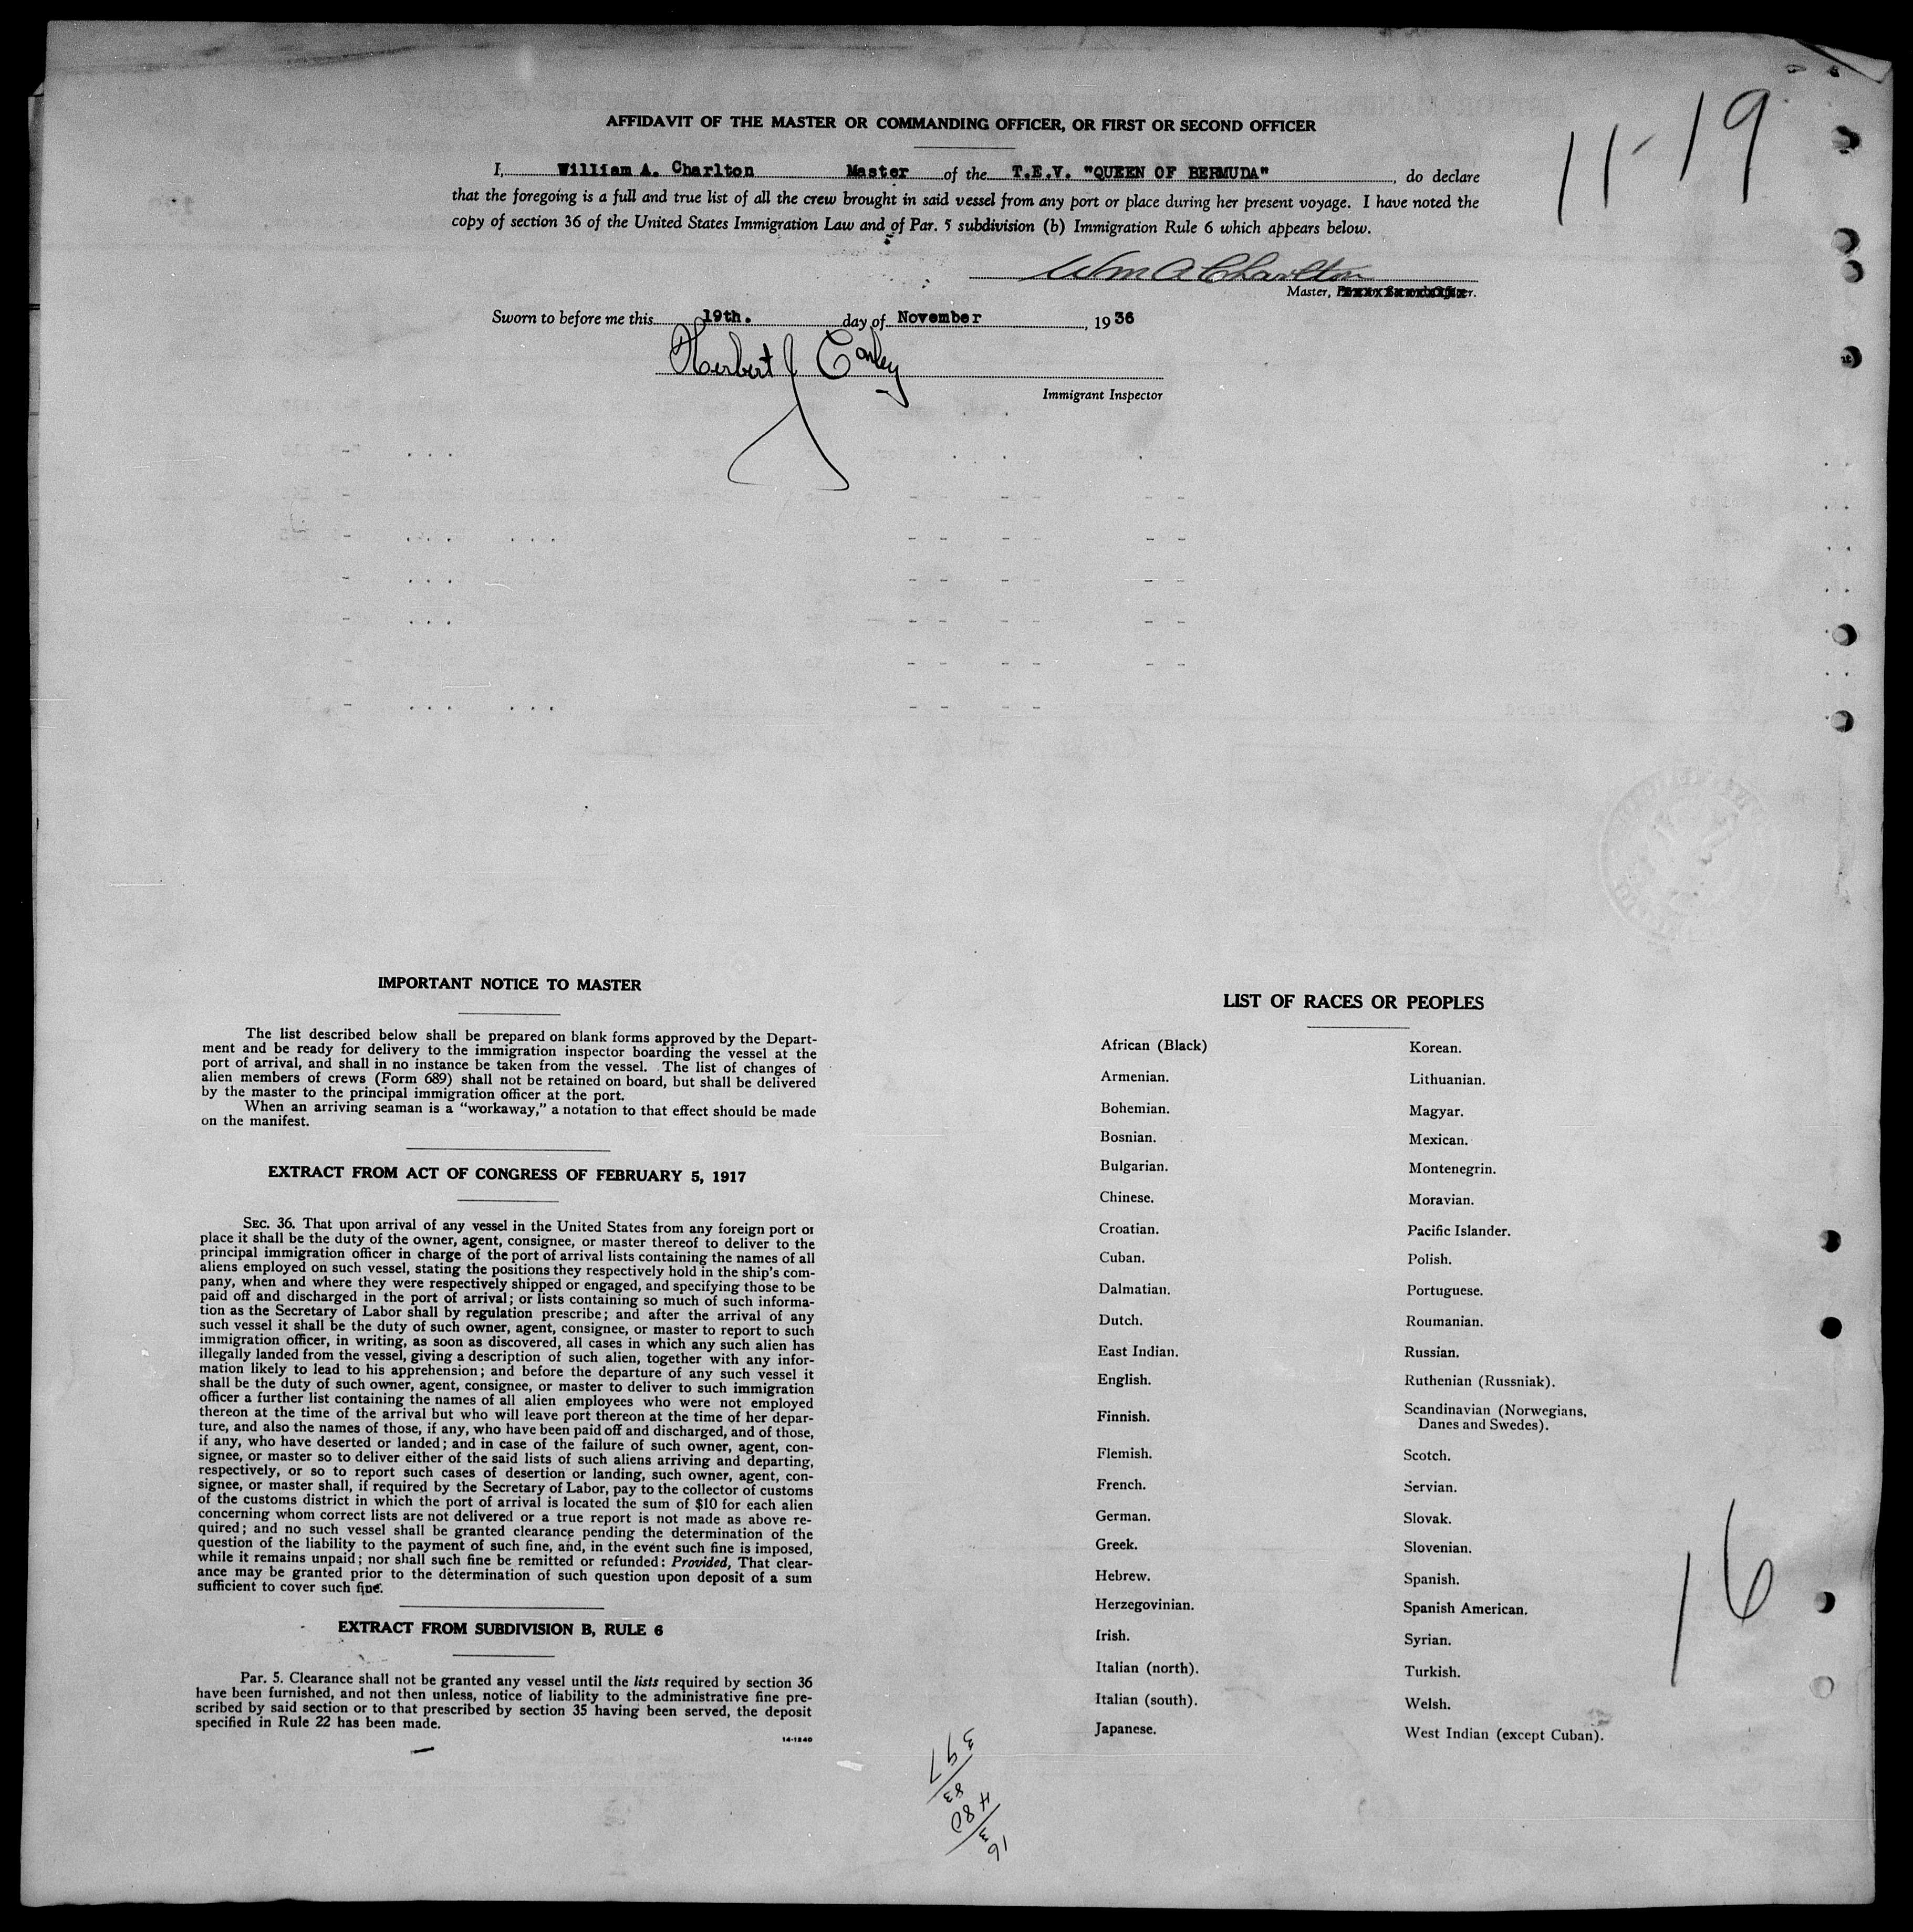 11-19
AFFIDAVIT OF THE MASTER OR COMMANDING OFFICER, OR FIRST OR SECOND OFFICER
I, William A. Charlton Master of the T.E.V. "QUEEN OF BERMUDA", do declare
that the foregoing is a full and true list of all the crew brought in said vessel from any port or place during her present voyage. I have noted the
copy of section 36 of the United States Immigration Law and of Par. 5 subdivision (b) Immigration Rule 6 which appears below.
Wm A Charlton
Master,
Sworn to before me this 19th. day of November, 1936
Herbert J
Immigrant Inspector
IMPORTANT NOTICE TO MASTER
The list described below shall be prepared on blank forms approved by the Depart-
ment and be ready for delivery to the immigration inspector boarding the vessel at the
port of arrival, and shall in no instance be taken from the vessel. The list of changes of
alien members of crews (Form 689) shall not be retained on board, but shall be delivered
by the master to the principal immigration officer at the port.
When an arriving seaman is a "workaway," a notation to that effect should be made
on the manifest.
EXTRACT FROM ACT OF CONGRESS OF FEBRUARY 5, 1917
SEC. 36. That upon arrival of any vessel in the United States from any foreign port or
place it shall be the duty of the owner, agent, consignee, or master thereof to deliver to the
principal immigration officer in charge of the port of arrival lists containing the names of all
aliens employed on such vessel, stating the positions they respectively hold in the ship's com-
pany, when and where they were respectively shipped or engaged, and specifying those to be
paid off and discharged in the port of arrival; or lists containing so much of such informa-
tion as the Secretary of Labor shall by regulation prescribe; and after the arrival of any
such vessel it shall be the duty of such owner, agent, consignee, or master to report to such
immigration officer, in writing, as soon as discovered, all cases in which any such alien has
illegally landed from the vessel, giving a description of such alien, together with any infor-
mation likely to lead to his apprehension; and before the departure of any such vessel it
shall be the duty of such owner, agent, consignee, or master to deliver to such immigration
officer a further list containing the names of all alien employees who were not employed
thereon at the time of the arrival but who will leave port thereon at the time of her depar-
ture, and also the names of those, if any, who have been paid off and discharged, and of those,
if any, who have deserted or landed; and in case of the failure of such owner, agent, con-
signee, or master so to deliver either of the said lists of such aliens arriving and departing,
respectively, or so to report such cases of desertion or landing, such owner, agent, con-
signee, or master shall, if required by the Secretary of Labor, pay to the collector of customs
of the customs district in which the port of arrival is located the sum of $10 for each alien
concerning whom correct lists are not delivered or a true report is not made as above re-
quired; and no such vessel shall be granted clearance pending the determination of the
question of the liability to the payment of such fine, and, in the event such fine is imposed,
while it remains unpaid; nor shall such fine be remitted or refunded: Provided, That clear-
ance may be granted prior to the determination of such question upon deposit of a sum
sufficient to cover such fine.
EXTRACT FROM SUBDIVISION B, RULE 6
Par. 5. Clearance shall not be granted any vessel until the lists required by section 36
have been furnished, and not then unless, notice of liability to the administrative fine pre-
scribed by said section or to that prescribed by section 35 having been served, the deposit
specified in Rule 22 has been made.
14-1840
LIST OF RACES OR PEOPLES
African (Black)
Armenian.
Bohemian.
Bosnian.
Bulgarian.
Chinese.
Croatian.
Cuban.
Dalmatian.
Dutch.
East Indian.
English.
Finnish.
Flemish.
French.
German.
Greek.
Hebrew.
Herzegovinian.
Irish.
Italian (north).
Italian (south).
Japanese.
Korean.
Lithuanian.
Magyar.
Mexican.
Montenegrin.
Moravian.
Pacific Islander.
Polish.
Portuguese.
Roumanian.
Russian.
Ruthenian (Russniak).
Scandinavian (Norwegians,
Danes and Swedes).
Scotch.
Servian.
Slovak.
Slovenian.
Spanish.
Spanish American.
Syrian.
Turkish.
Welsh.
West Indian (except Cuban).
16
397
83
480
16